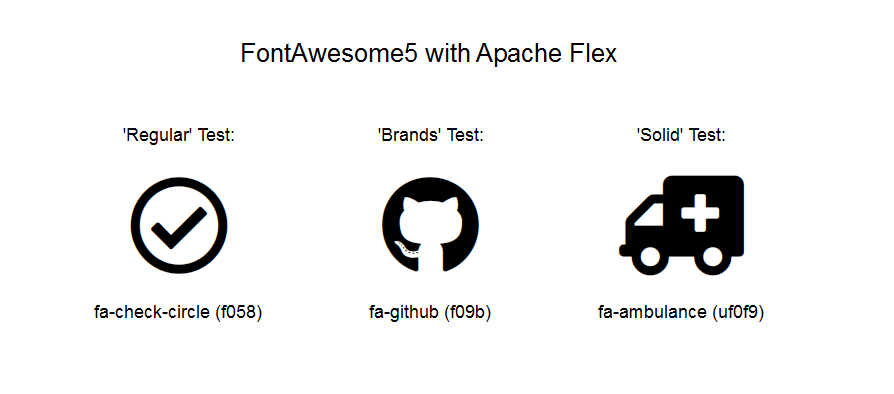 FontAwesome5 with Apache Flex
'Regular' Test:
'Brands' Test:
'Solid' Test:
fa-check-circle (f058)
fa-github (f09b)
fa-ambulance (uf0f9)